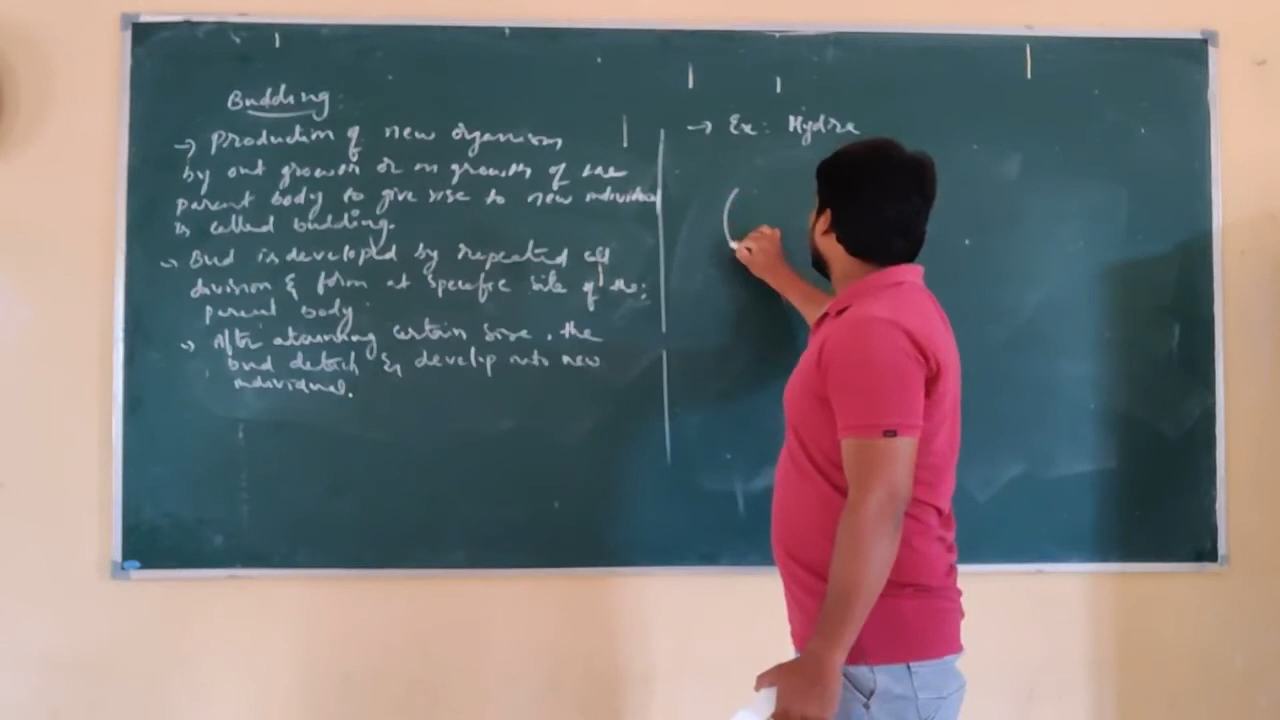 Budding:
→ Production of new organism
by out growth or in growth of the
parent body to give rise to new individual
is called budding.
→ Bud is developed by repeated cell
division & form at specific site of the
parent body
→ After attaining certain size, the
bud detach & develop into new
individual.
→ Ex: Hydra